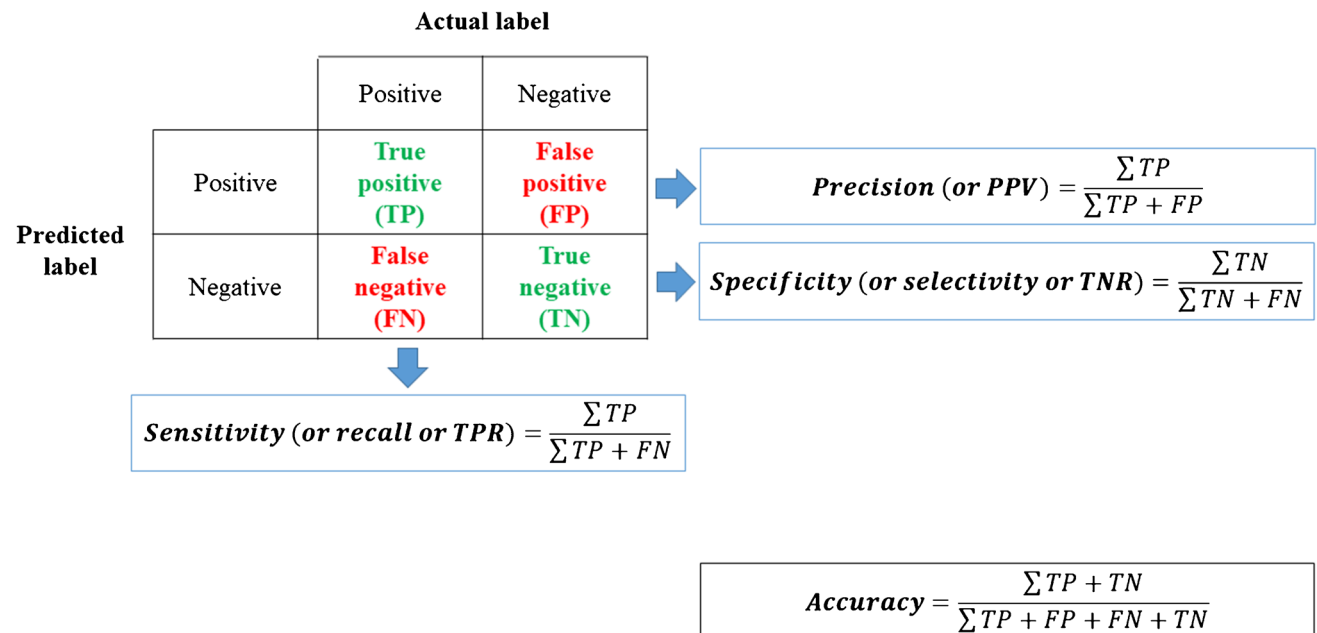 Actual label
Positive Negative
Predicted label
Positive
True positive (TP)
False positive (FP)
Precision (or PPV) = ∑ TP / ∑ TP + FP
Negative
False negative (FN)
True negative (TN)
Specificity (or selectivity or TNR) = ∑ TN / ∑ TN + FN
Sensitivity (or recall or TPR) = ∑ TP / ∑ TP + FN
Accuracy = ∑ TP + TN / ∑ TP + FP + FN + TN